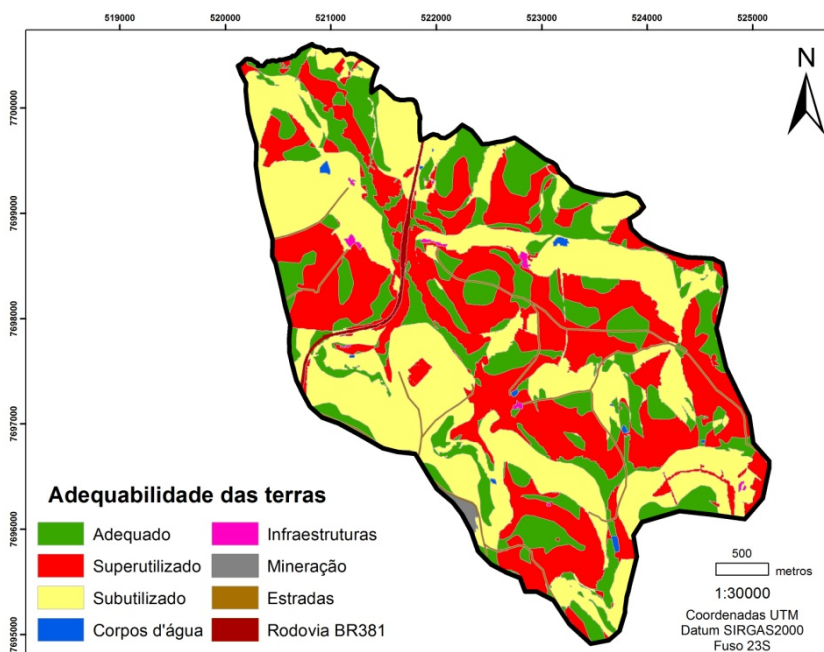 519000 520000 521000 522000 523000 524000 525000
N
7700000
7699000
7698000
7697000
7696000
7695000
Adequabilidade das terras
Adequado
Superutilizado
Subutilizado
Corpos d'água
Infraestruturas
Mineração
Estradas
Rodovia BR381
500
metros
1:30000
Coordenadas UTM
Datum SIRGAS2000
Fuso 23S